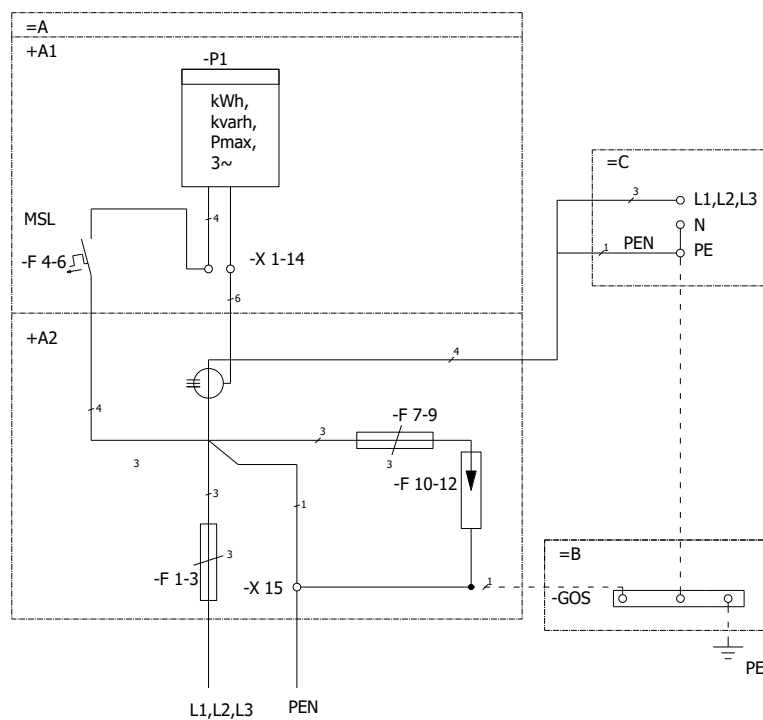 =A
+A1
-P1
kWh,
kvarh,
Pmax,
3~
=C
3
L1,L2,L3
MSL
4
N
-F 4-6
-X 1-14
1
PEN
PE
6
+A2
4
4
-F 7-9
3
3
3
-F 10-12
3
1
=B
3
-F 1-3
-X 15
1
-GOS
PE
L1,L2,L3
PEN